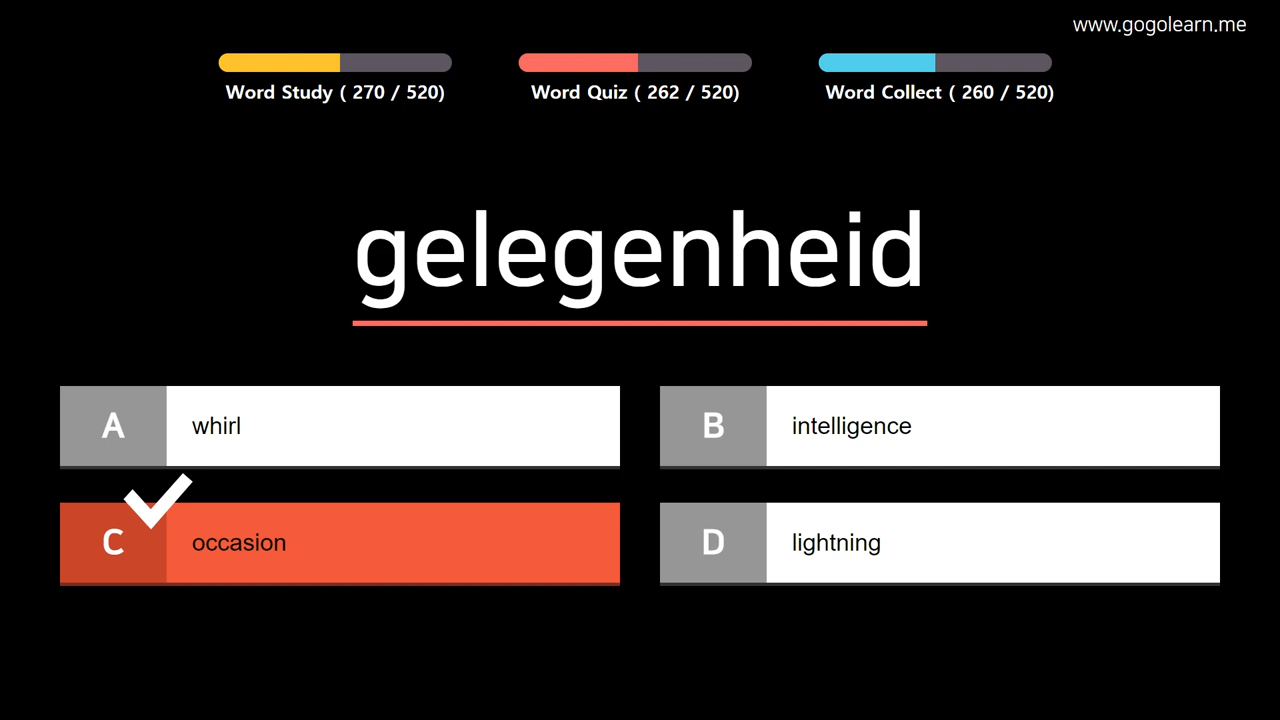 www.gogolearn.me
Word Study ( 270 / 520)
Word Quiz ( 262 / 520)
Word Collect ( 260 / 520)
gelegenheid
A whirl
B intelligence
C occasion
D lightning